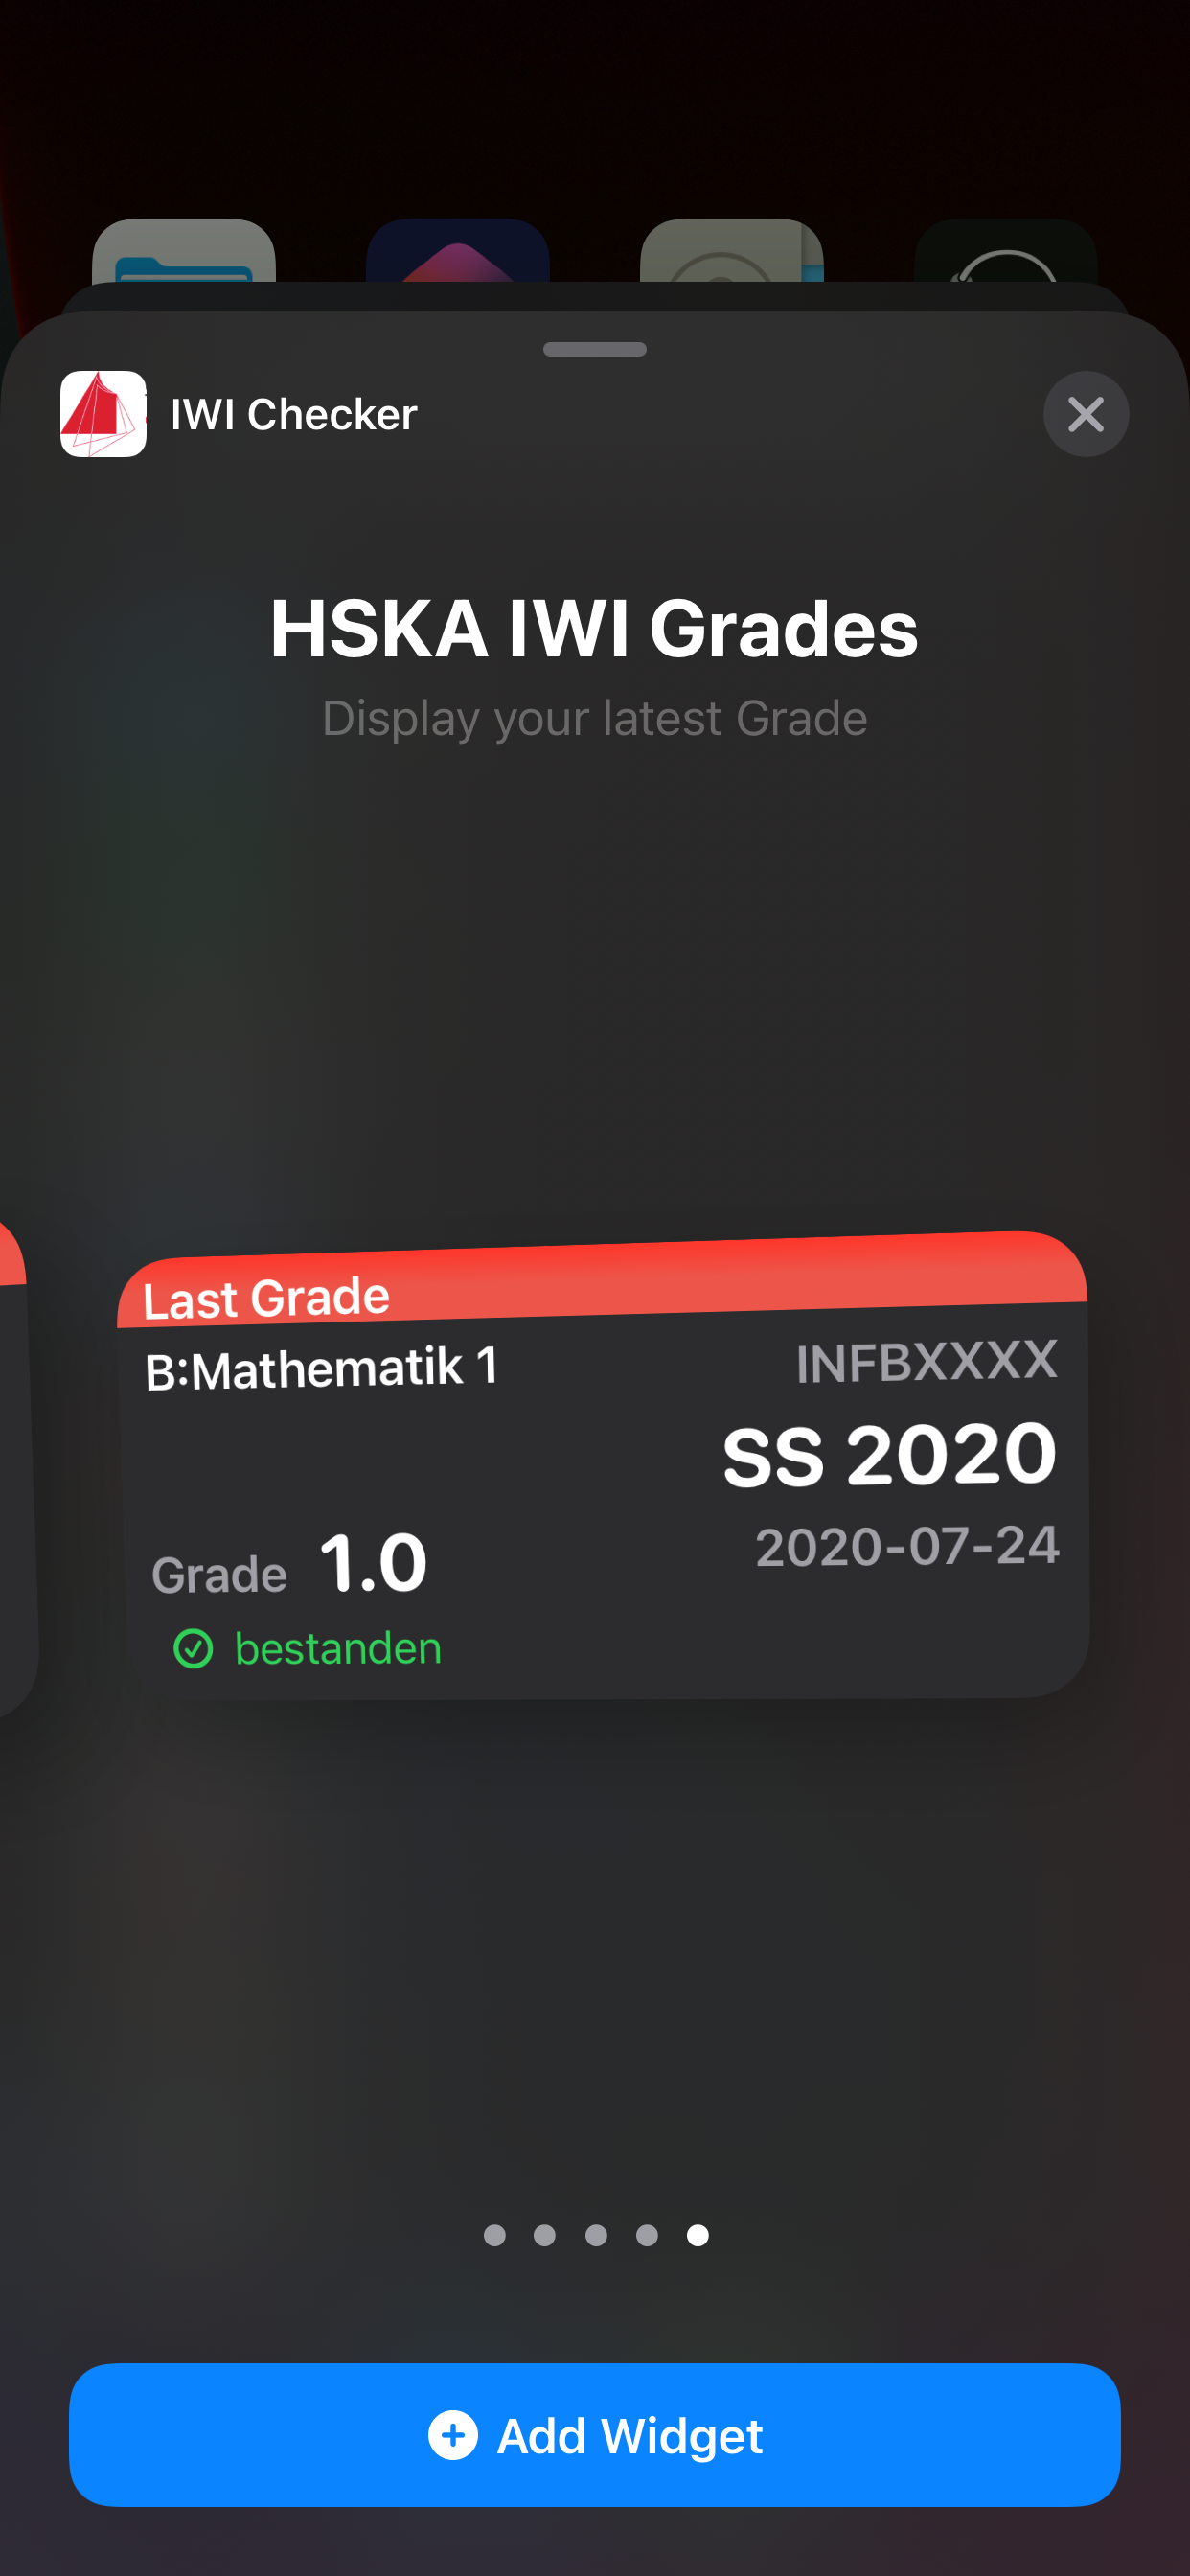 IWI Checker
HSKA IWI Grades
Display your latest Grade
Last Grade
B:Mathematik 1
INFBXXXX
SS 2020
2020-07-24
Grade 1.0
bestanden
Add Widget